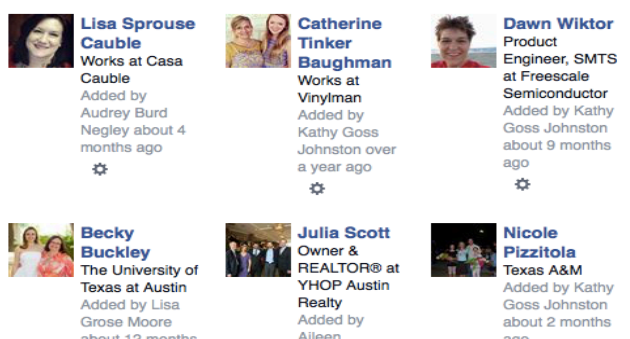 Lisa Sprouse
Cauble
Works at Casa
Cauble
Added by
Audrey Burd
Negley about 4
months ago
Catherine
Tinker
Baughman
Works at
Vinylman
Added by
Kathy Goss
Johnston over
a year ago
Dawn Wiktor
Product
Engineer, SMTS
at Freescale
Semiconductor
Added by Kathy
Goss Johnston
about 9 months
ago
Becky
Buckley
The University of
Texas at Austin
Added by Lisa
Grose Moore
about 12 months
Julia Scott
Owner &
REALTOR® at
YHOP Austin
Realty
Added by
Aileen
Nicole
Pizzitola
Texas A&M
Added by Kathy
Goss Johnston
about 2 months
ago